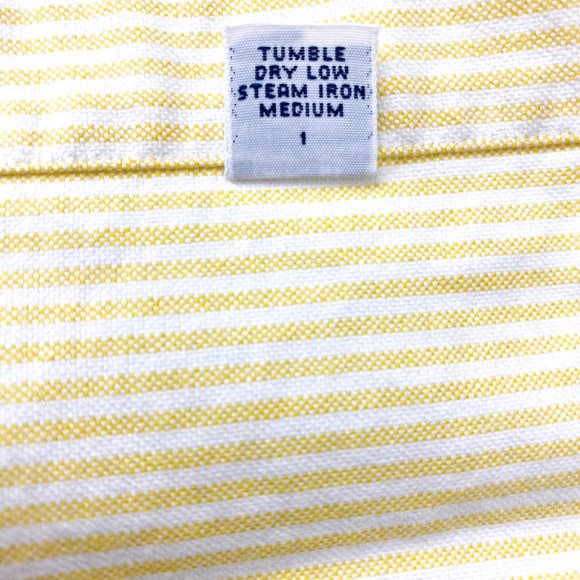 TUMBLE
DRY LOW
STEAM IRON
MEDIUM
1